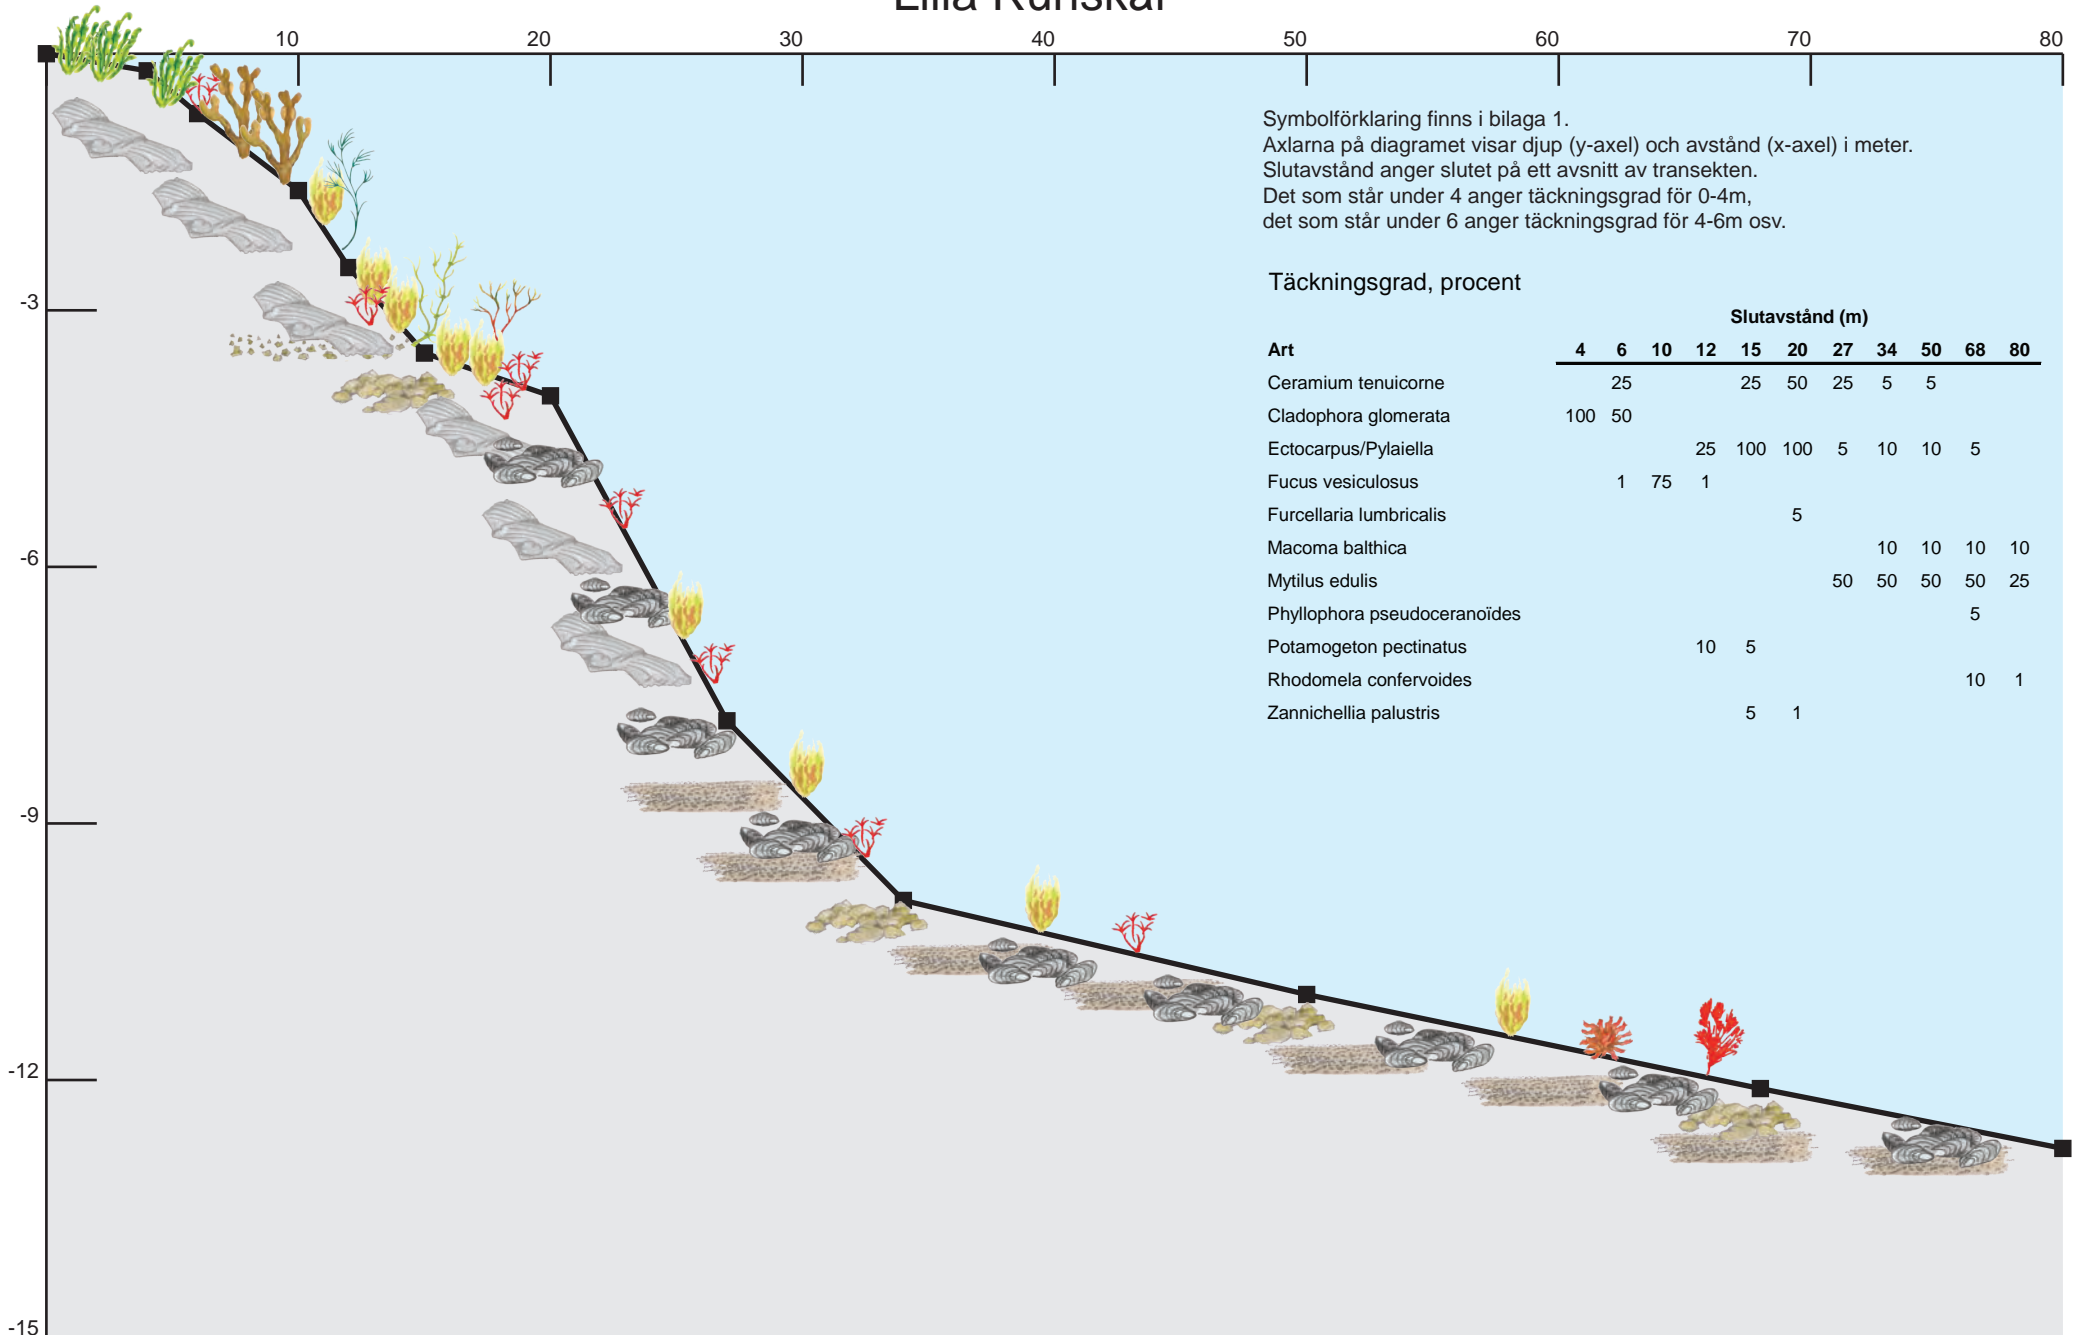 Lilla Kunskär
10 20 30 40 50 60 70 80
Symbolförklaring finns i bilaga 1.
Axlarna på diagramet visar djup (y-axel) och avstånd (x-axel) i meter.
Slutavstånd anger slutet på ett avsnitt av transekten.
Det som står under 4 anger täckningsgrad för 0-4m,
det som står under 6 anger täckningsgrad för 4-6m osv.
Täckningsgrad, procent
Slutavstånd (m)
Art 4 6 10 12 15 20 27 34 50 68 80
Ceramium tenuicorne 25 25 50 25 5 5
Cladophora glomerata 100 50
Ectocarpus/Pylaiella 25 100 100 5 10 10 5
Fucus vesiculosus 1 75 1
Furcellaria lumbricalis 5
Macoma balthica 10 10 10 10
Mytilus edulis 50 50 50 50 25
Phyllophora pseudoceranoïdes 5
Potamogeton pectinatus 10 5
Rhodomela confervoides 10 1
Zannichellia palustris 5 1
-3
-6
-9
-12
-15